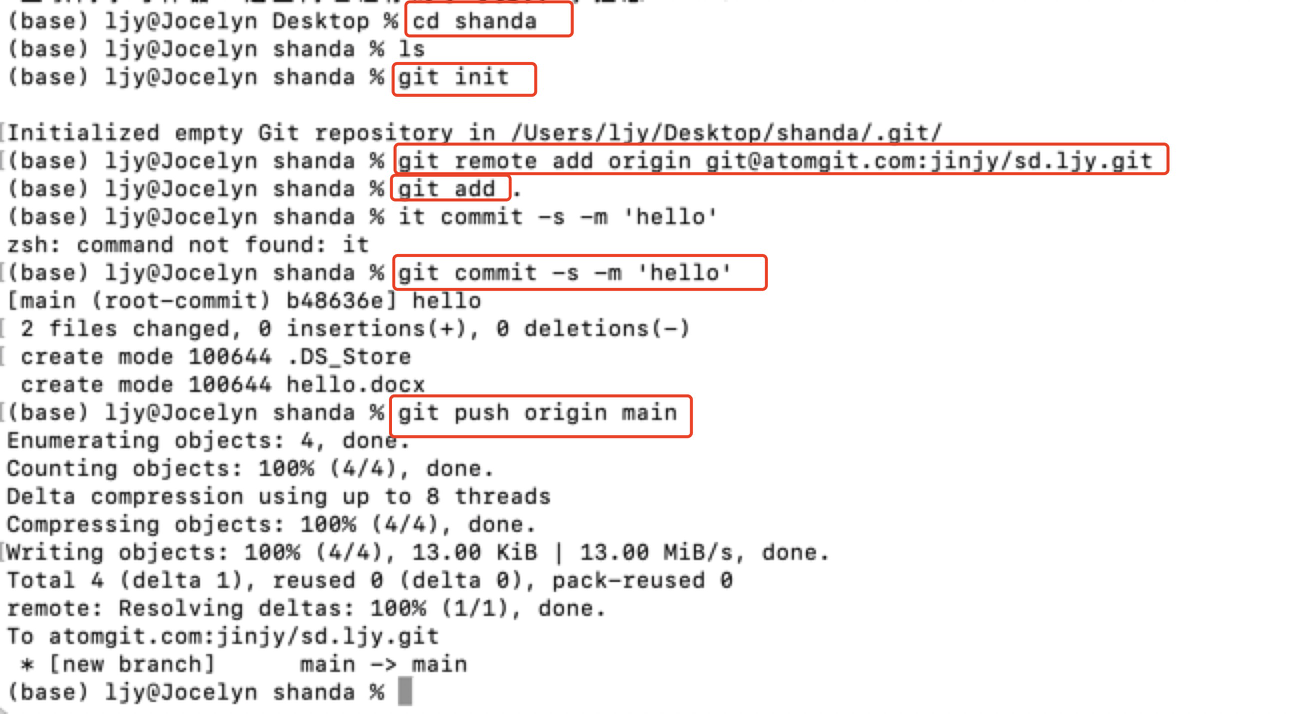 (base) ljy@Jocelyn Desktop % cd shanda
(base) ljy@Jocelyn shanda % ls
(base) ljy@Jocelyn shanda % git init
[Initialized empty Git repository in /Users/ljy/Desktop/shanda/.git/
[(base) ljy@Jocelyn shanda % git remote add origin git@atomgit.com:jinjy/sd.ljy.git
(base) ljy@Jocelyn shanda % git add .
(base) ljy@Jocelyn shanda % it commit -s -m 'hello'
zsh: command not found: it
[(base) ljy@Jocelyn shanda % git commit -s -m 'hello'
[main (root-commit) b48636e] hello
[ 2 files changed, 0 insertions(+), 0 deletions(-)
[ create mode 100644 .DS_Store
create mode 100644 hello.docx
[(base) ljy@Jocelyn shanda % git push origin main
Enumerating objects: 4, done.
Counting objects: 100% (4/4), done.
Delta compression using up to 8 threads
Compressing objects: 100% (4/4), done.
[Writing objects: 100% (4/4), 13.00 KiB | 13.00 MiB/s, done.
Total 4 (delta 1), reused 0 (delta 0), pack-reused 0
remote: Resolving deltas: 100% (1/1), done.
To atomgit.com:jinjy/sd.ljy.git
* [new branch]      main -> main
(base) ljy@Jocelyn shanda %